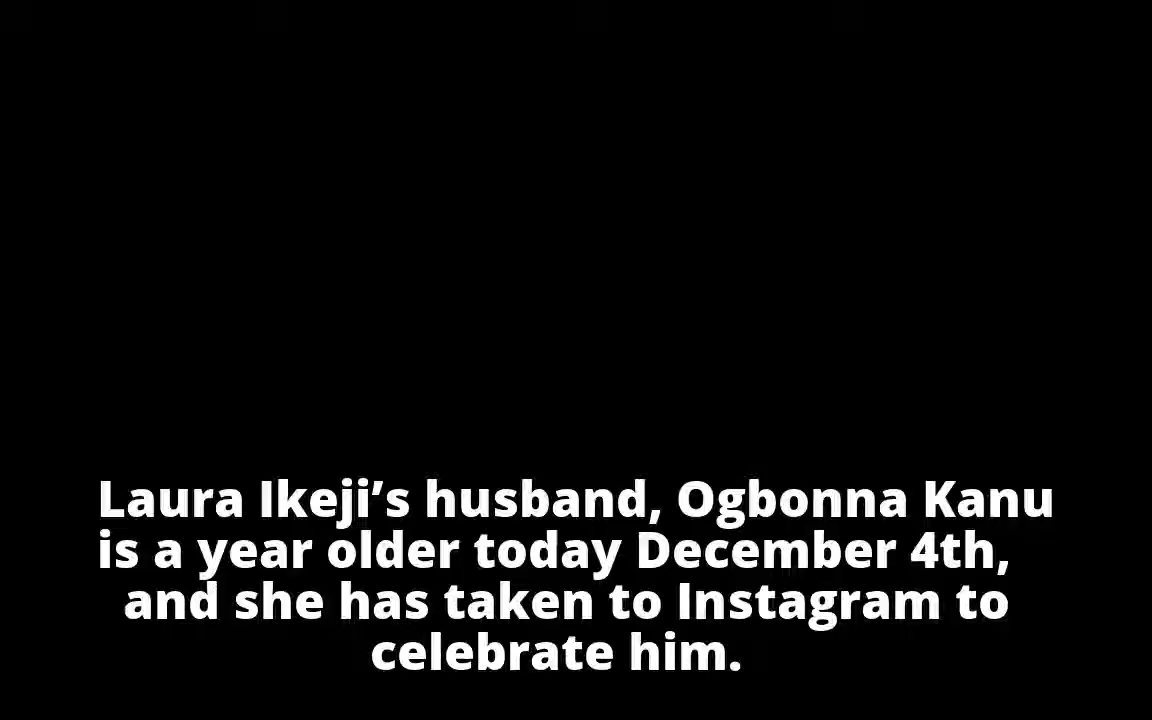 Laura Ikeji’s husband, Ogbonna Kanu
is a year older today December 4th,
and she has taken to Instagram to
celebrate him.